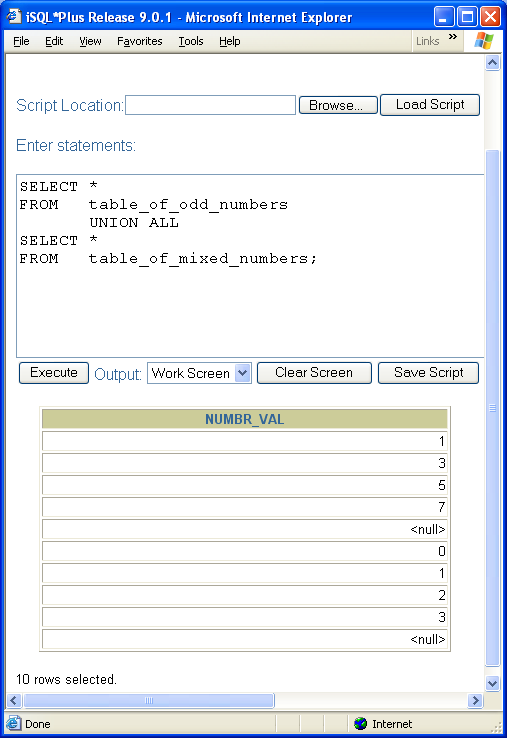 iSQL*Plus Release 9.0.1 - Microsoft Internet Explorer
File Edit View Favorites Tools Help Links »
Script Location: Browse... Load Script
Enter statements:
SELECT *
FROM table_of_odd_numbers
UNION ALL
SELECT *
FROM table_of_mixed_numbers;
Execute Output: Work Screen Clear Screen Save Script
NUMBR_VAL
1
3
5
7
<null>
0
1
2
3
<null>
10 rows selected.
Done Internet